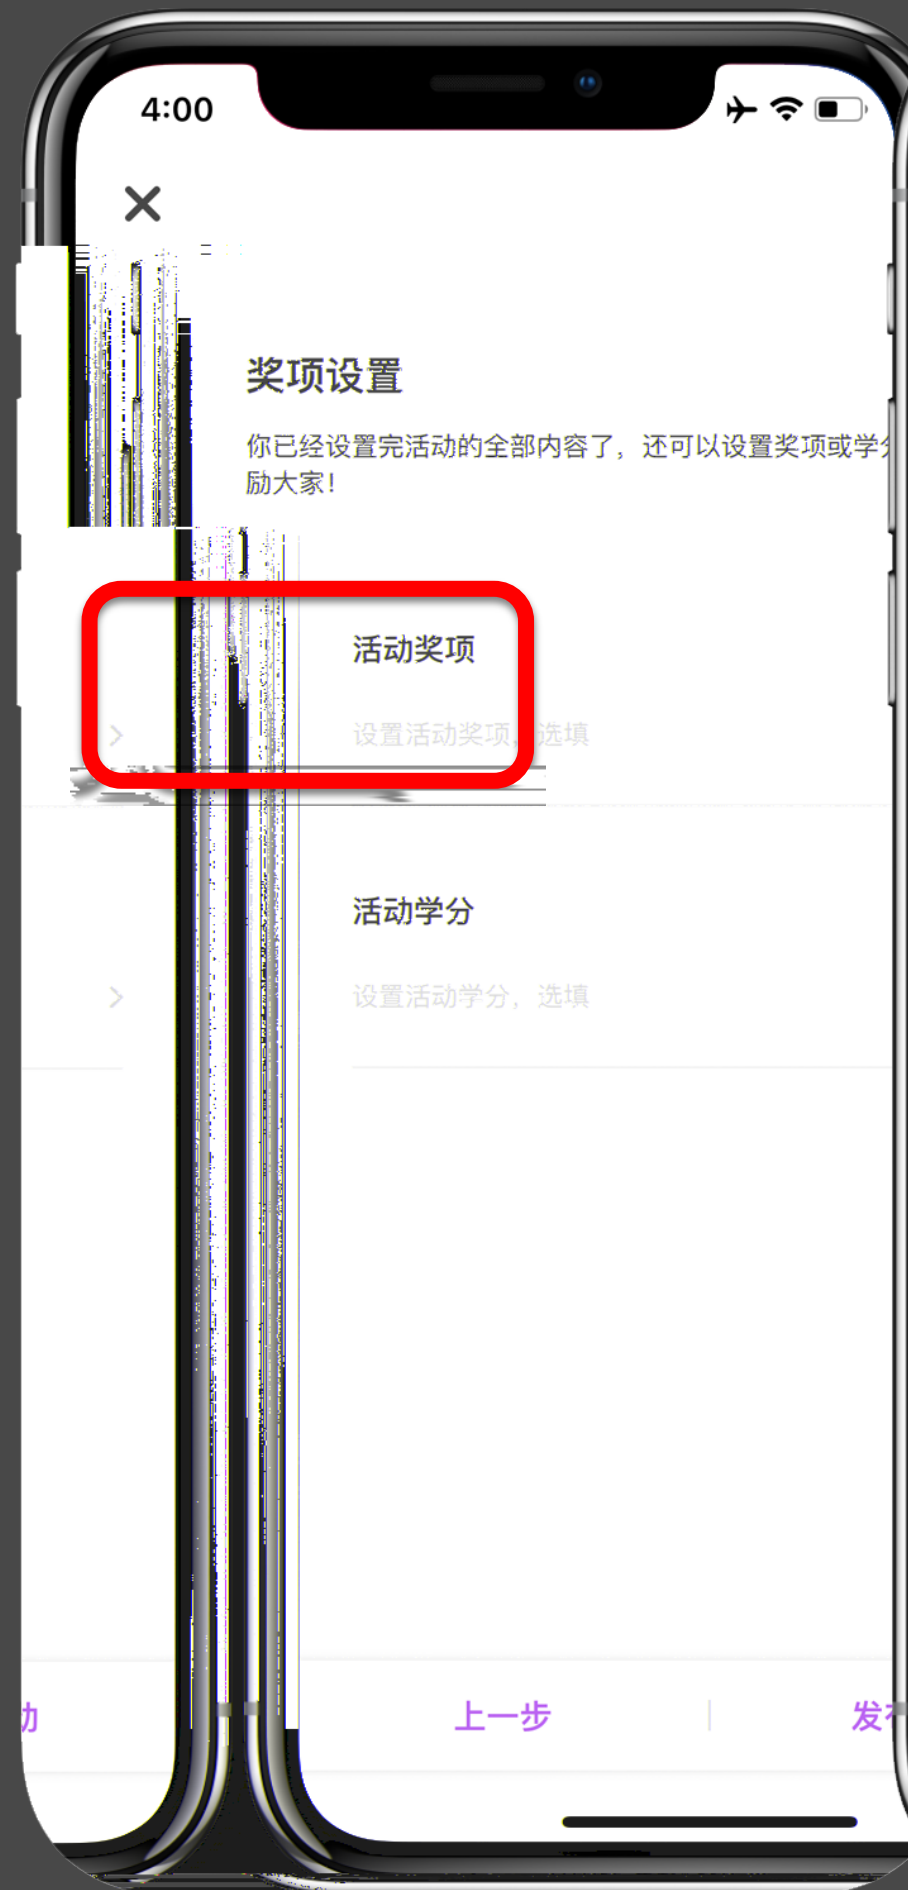 4:00
奖项设置
你已经设置完活动的全部内容了，还可以设置奖项或学
励大家！
活动奖项
设置活动奖项，选填
活动学分
设置活动学分，选填
上一步
发